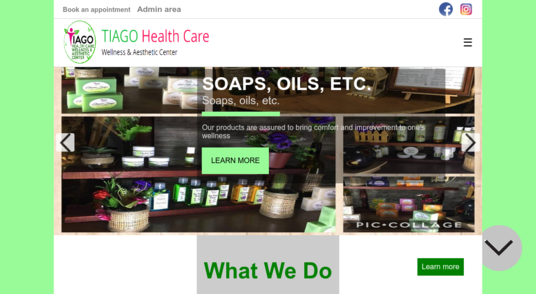 Book an appointment Admin area
TIAGO
HEALTH CARE
WELLNESS &
AESTHETIC
CENTER
TIAGO Health Care
Wellness & Aesthetic Center
☰
SOAPS, OILS, ETC.
Soaps, oils, etc.
Our products are assured to bring comfort and improvement to one's
wellness
LEARN MORE
PIC•COLLAGE
What We Do
Learn more